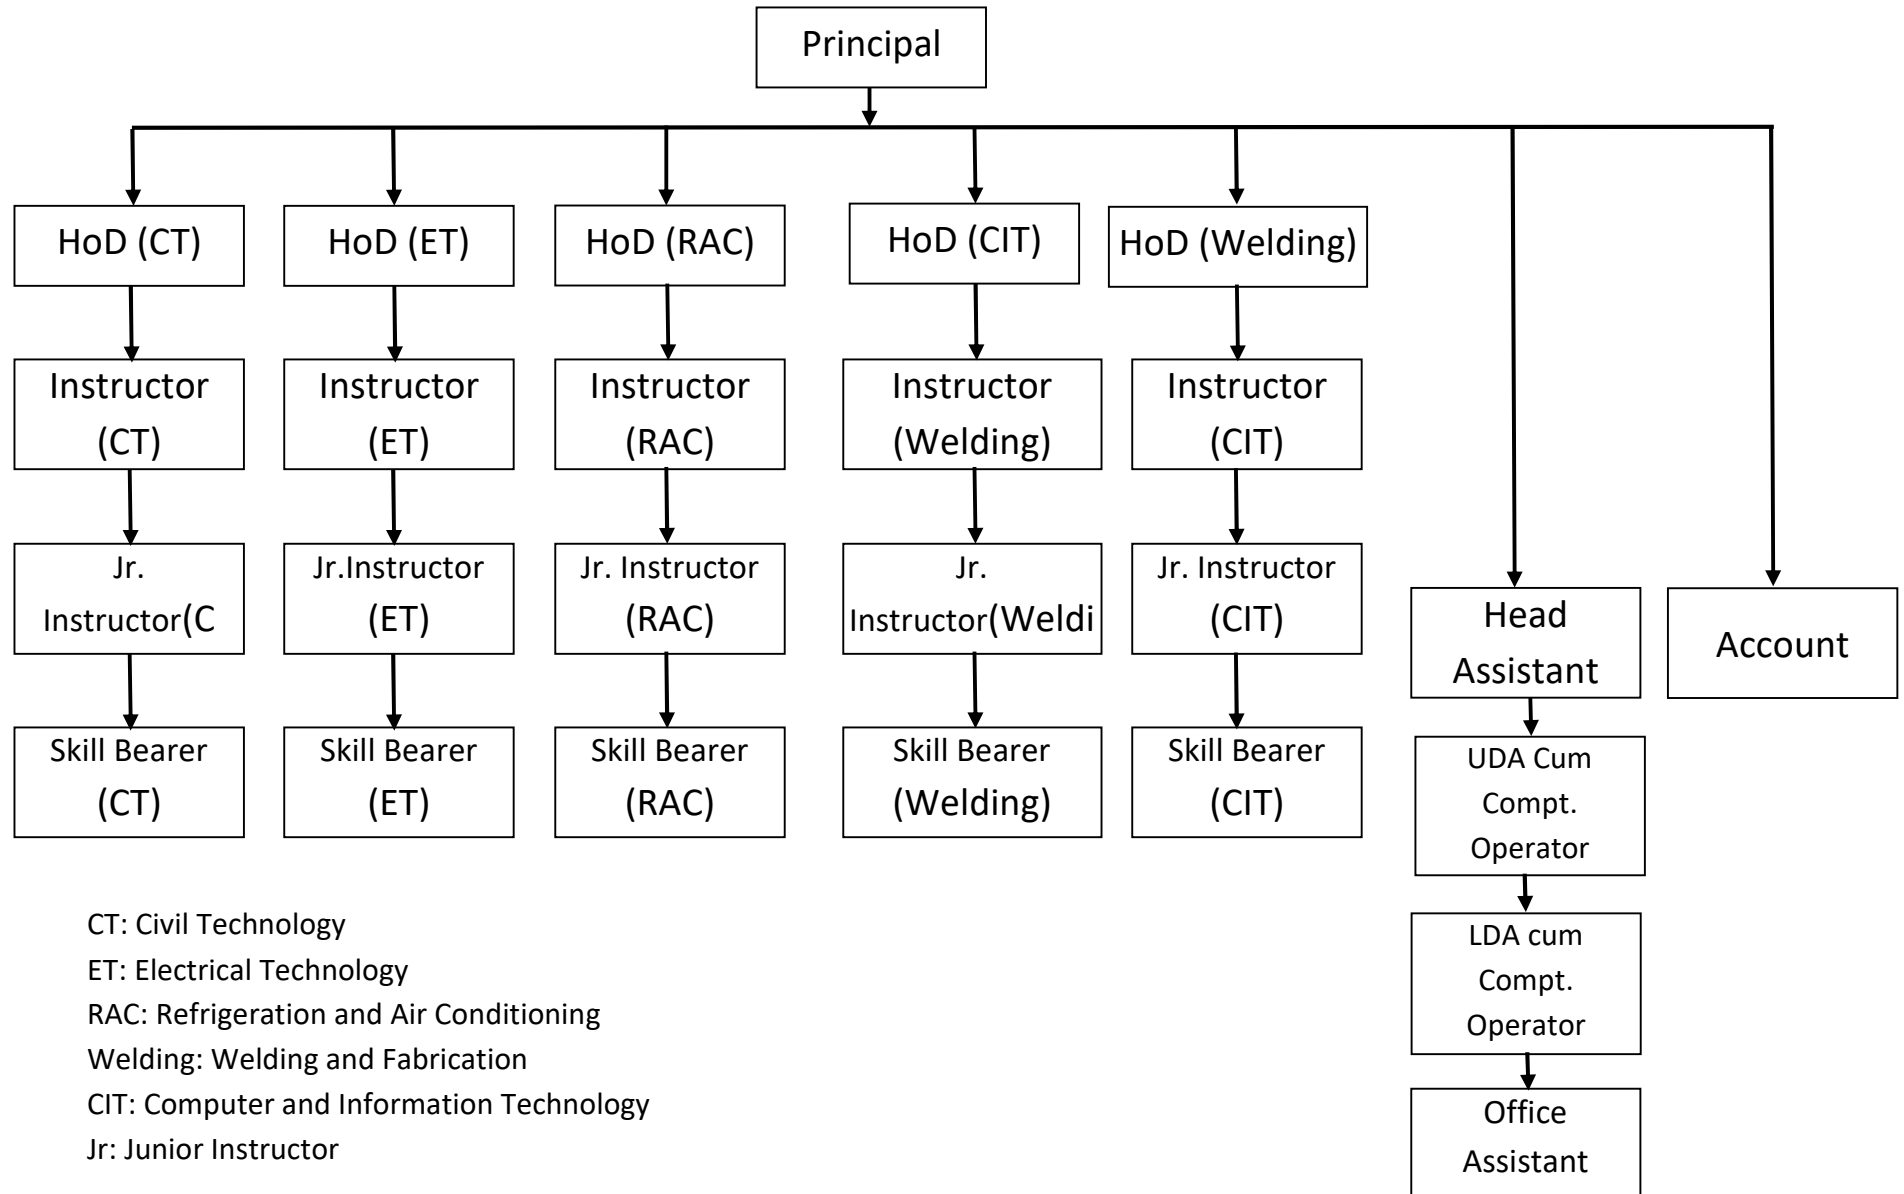 Principal
HoD (CT)
HoD (ET)
HoD (RAC)
HoD (CIT)
HoD (Welding)
Instructor
(CT)
Instructor
(ET)
Instructor
(RAC)
Instructor
(Welding)
Instructor
(CIT)
Jr.
Instructor(C
Jr.Instructor
(ET)
Jr. Instructor
(RAC)
Jr.
Instructor(Weldi
Jr. Instructor
(CIT)
Head
Assistant
Account
Skill Bearer
(CT)
Skill Bearer
(ET)
Skill Bearer
(RAC)
Skill Bearer
(Welding)
Skill Bearer
(CIT)
UDA Cum
Compt.
Operator
LDA cum
Compt.
Operator
Office
Assistant
CT: Civil Technology
ET: Electrical Technology
RAC: Refrigeration and Air Conditioning
Welding: Welding and Fabrication
CIT: Computer and Information Technology
Jr: Junior Instructor